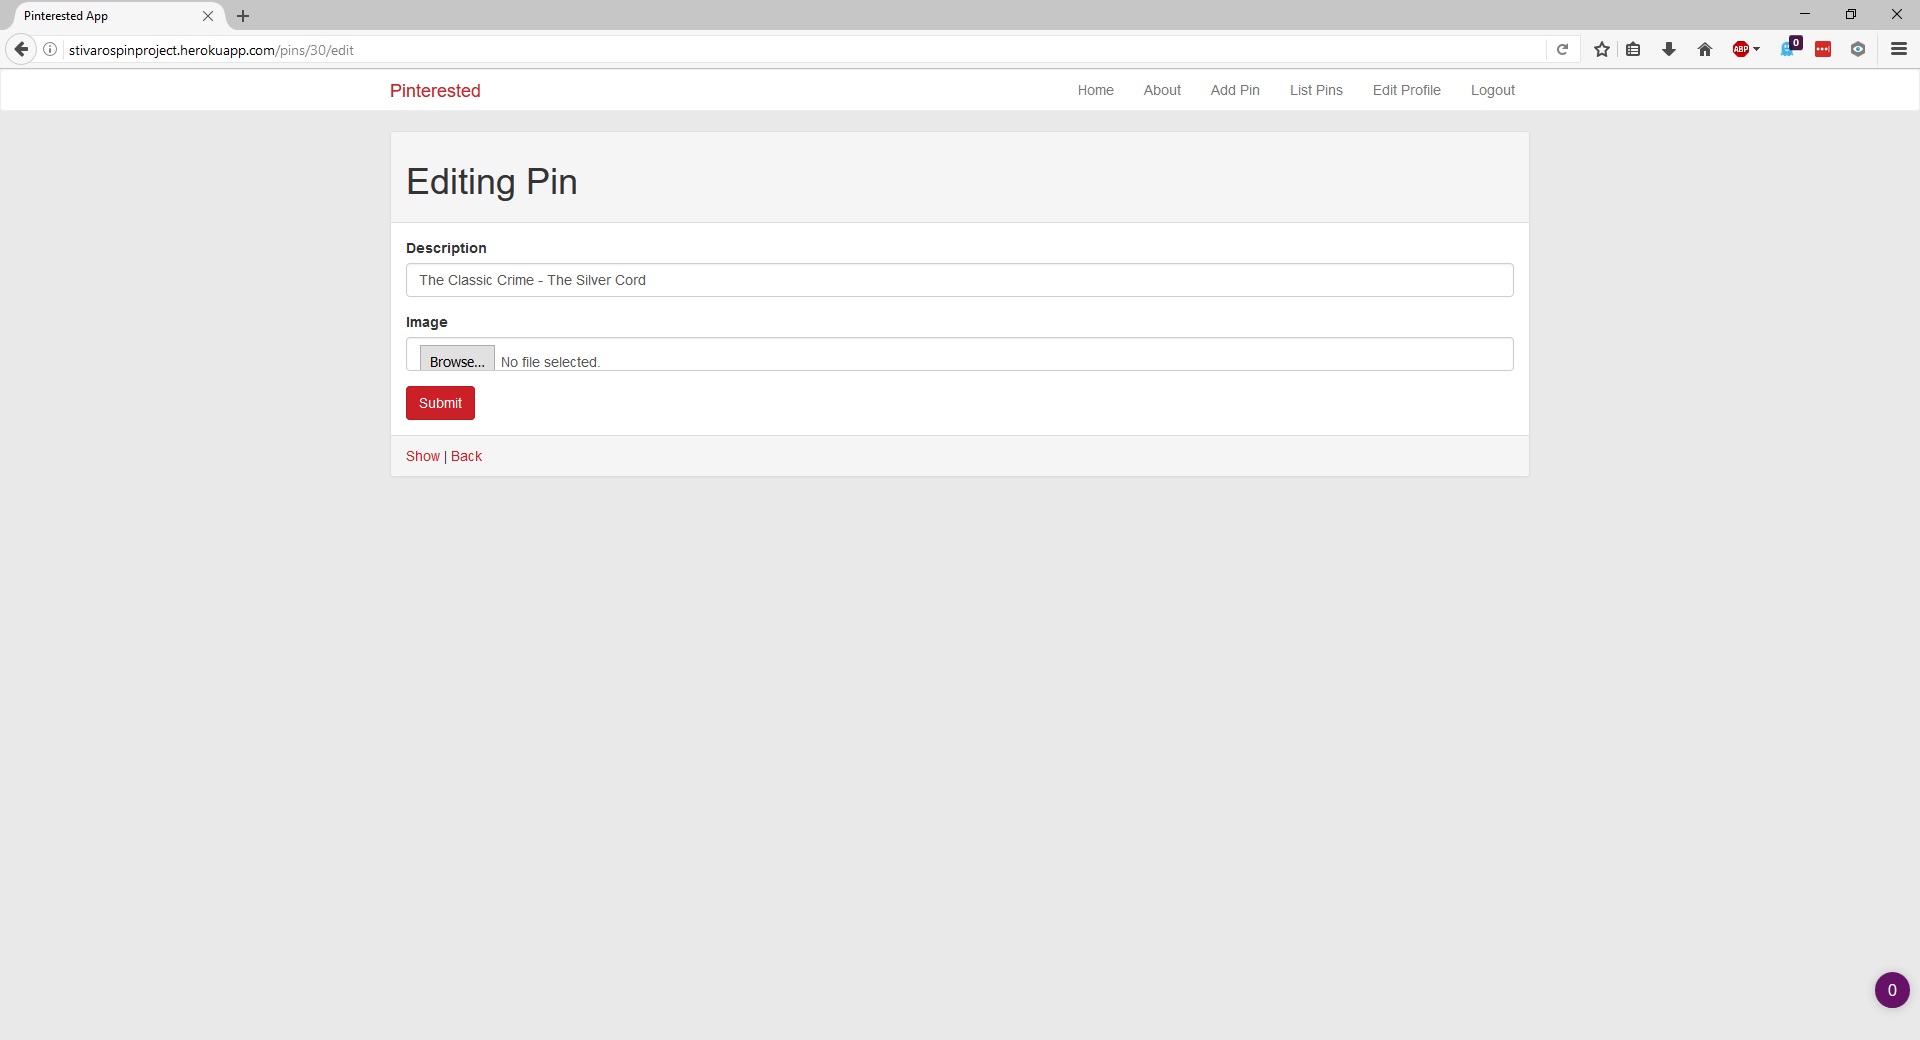 Pinterested App
stivarospinproject.herokuapp.com/pins/30/edit
ABP
0
Pinterested
Home About Add Pin List Pins Edit Profile Logout
Editing Pin
Description
The Classic Crime - The Silver Cord
Image
Browse... No file selected.
Submit
Show | Back
0